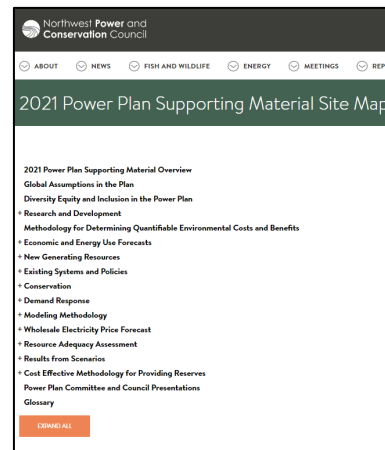 Northwest Power and
Conservation Council
ABOUT NEWS FISH AND WILDLIFE ENERGY MEETINGS REP
2021 Power Plan Supporting Material Site Map
2021 Power Plan Supporting Material Overview
Global Assumptions in the Plan
Diversity Equity and Inclusion in the Power Plan
+ Research and Development
Methodology for Determining Quantifiable Environmental Costs and Benefits
+ Economic and Energy Use Forecasts
+ New Generating Resources
+ Existing Systems and Policies
+ Conservation
+ Demand Response
+ Modeling Methodology
+ Wholesale Electricity Price Forecast
+ Resource Adequacy Assessment
+ Results from Scenarios
+ Cost Effective Methodology for Providing Reserves
Power Plan Committee and Council Presentations
Glossary
EXPAND ALL